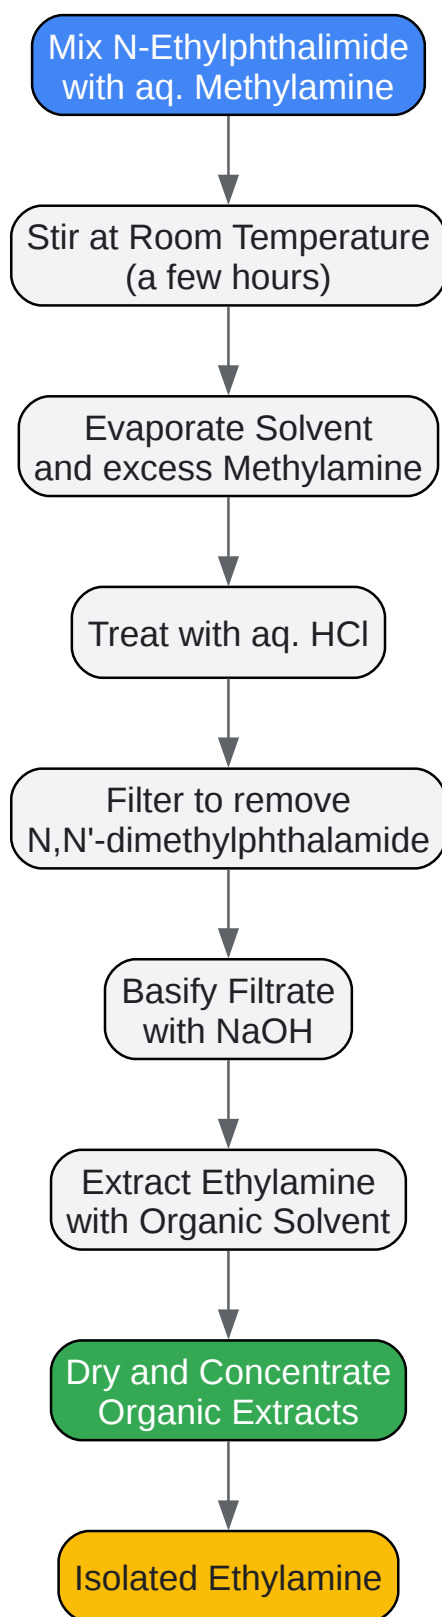 Mix N-Ethylphthalimide
with aq. Methylamine
Stir at Room Temperature
(a few hours)
Evaporate Solvent
and excess Methylamine
Treat with aq. HCl
Filter to remove
N,N'-dimethylphthalamide
Basify Filtrate
with NaOH
Extract Ethylamine
with Organic Solvent
Dry and Concentrate
Organic Extracts
Isolated Ethylamine